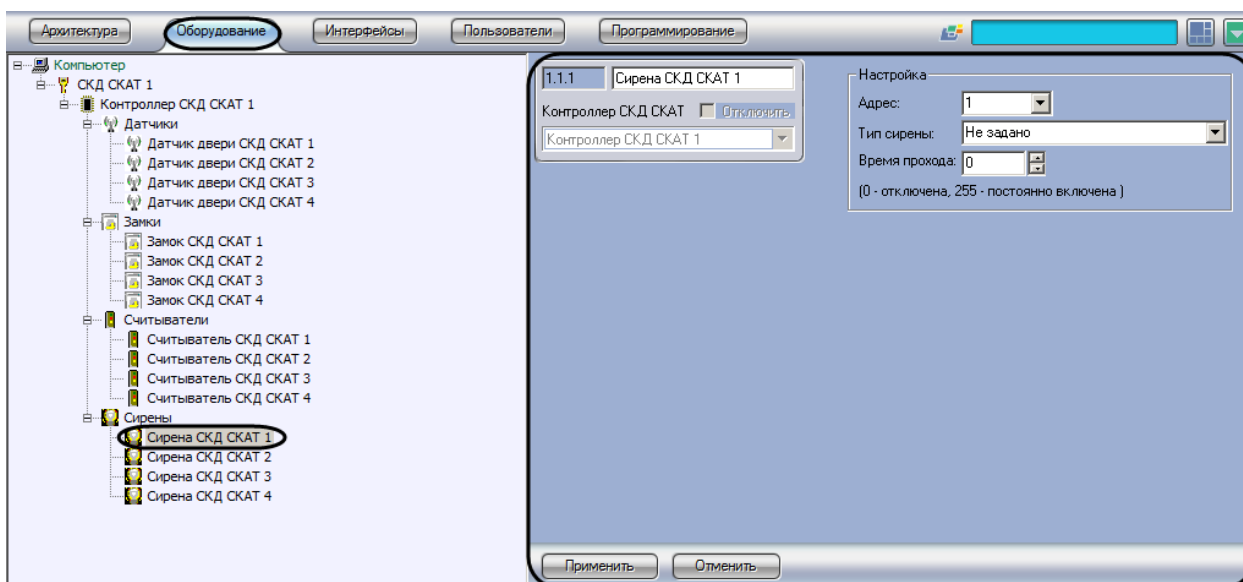 Архитектура Оборудование Интерфейсы Пользователи Программирование
Компьютер
СКД СКАТ 1
Контроллер СКД СКАТ 1
Датчики
Датчик двери СКД СКАТ 1
Датчик двери СКД СКАТ 2
Датчик двери СКД СКАТ 3
Датчик двери СКД СКАТ 4
Замки
Замок СКД СКАТ 1
Замок СКД СКАТ 2
Замок СКД СКАТ 3
Замок СКД СКАТ 4
Считыватели
Считыватель СКД СКАТ 1
Считыватель СКД СКАТ 2
Считыватель СКД СКАТ 3
Считыватель СКД СКАТ 4
Сирены
Сирена СКД СКАТ 1
Сирена СКД СКАТ 2
Сирена СКД СКАТ 3
Сирена СКД СКАТ 4
1.1.1 Сирена СКД СКАТ 1
Контроллер СКД СКАТ Отключить
Контроллер СКД СКАТ 1
Настройка
Адрес: 1
Тип сирены: Не задано
Время прохода: 0
(0 - отключена, 255 - постоянно включена )
Применить Отменить